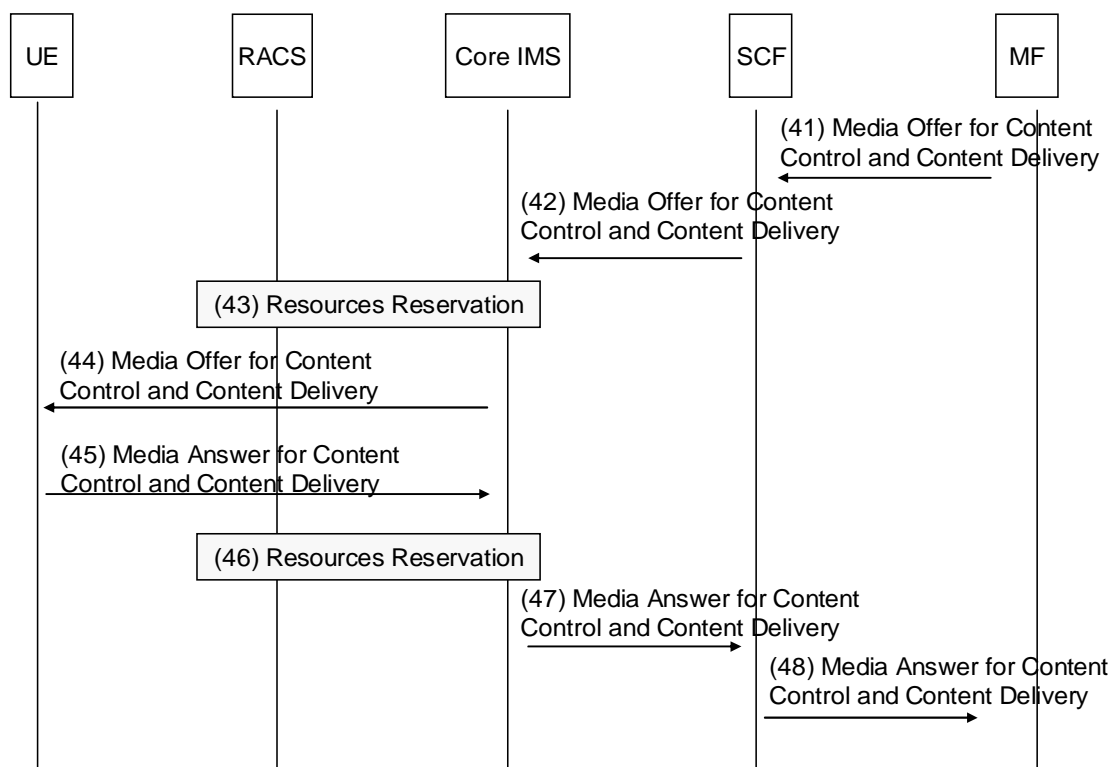 UE
RACS
Core IMS
SCF
MF
(41) Media Offer for Content
Control and Content Delivery
(42) Media Offer for Content
Control and Content Delivery
(43) Resources Reservation
(44) Media Offer for Content
Control and Content Delivery
(45) Media Answer for Content
Control and Content Delivery
(46) Resources Reservation
(47) Media Answer for Content
Control and Content Delivery
(48) Media Answer for Content
Control and Content Delivery